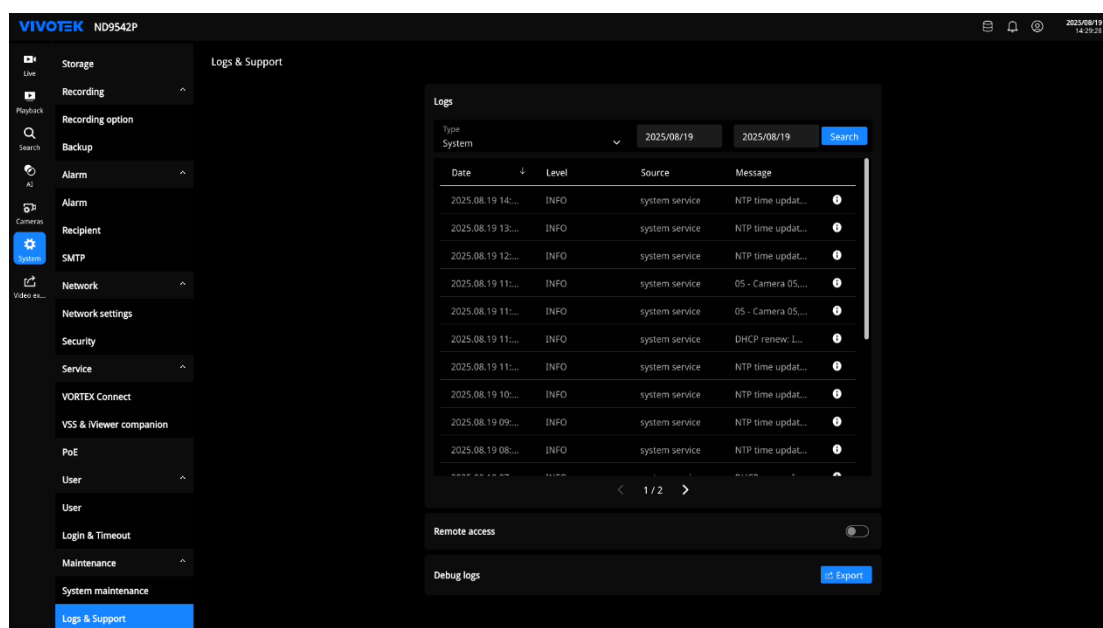 VIVOTEK ND9542P
2025/08/19
14:29:28
Live
Playback
Search
AI
Cameras
System
Video ex...
Storage
Recording
Recording option
Backup
Alarm
Alarm
Recipient
SMTP
Network
Network settings
Security
Service
VORTEX Connect
VSS & iViewer companion
PoE
User
User
Login & Timeout
Maintenance
System maintenance
Logs & Support
Logs & Support
Logs
Type
System
2025/08/19 2025/08/19 Search
Date Level Source Message
2025.08.19 14:... INFO system service NTP time updat...
2025.08.19 13:... INFO system service NTP time updat...
2025.08.19 12:... INFO system service NTP time updat...
2025.08.19 11:... INFO system service 05 - Camera 05,...
2025.08.19 11:... INFO system service 05 - Camera 05,...
2025.08.19 11:... INFO system service DHCP renew: I...
2025.08.19 11:... INFO system service NTP time updat...
2025.08.19 10:... INFO system service NTP time updat...
2025.08.19 09:... INFO system service NTP time updat...
2025.08.19 08:... INFO system service NTP time updat...
1 / 2
Remote access
Debug logs
Export